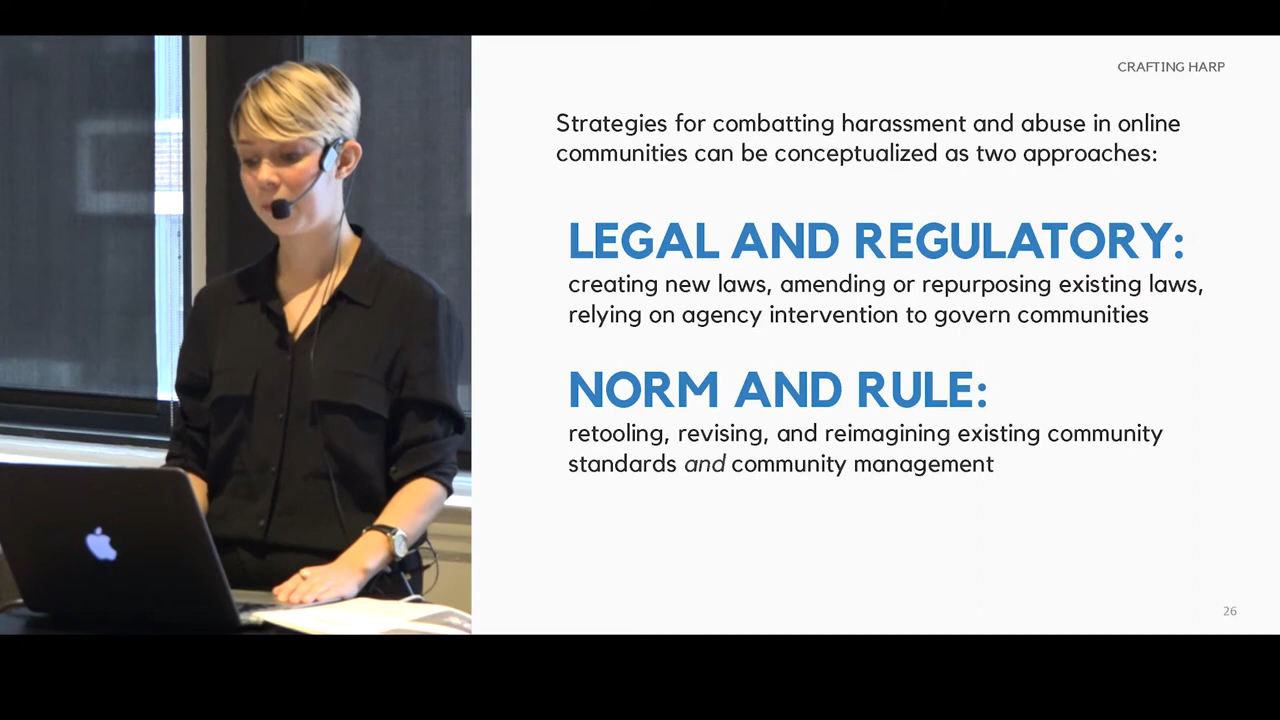 CRAFTING HARP
Strategies for combatting harassment and abuse in online
communities can be conceptualized as two approaches:
LEGAL AND REGULATORY:
creating new laws, amending or repurposing existing laws,
relying on agency intervention to govern communities
NORM AND RULE:
retooling, revising, and reimagining existing community
standards and community management
26